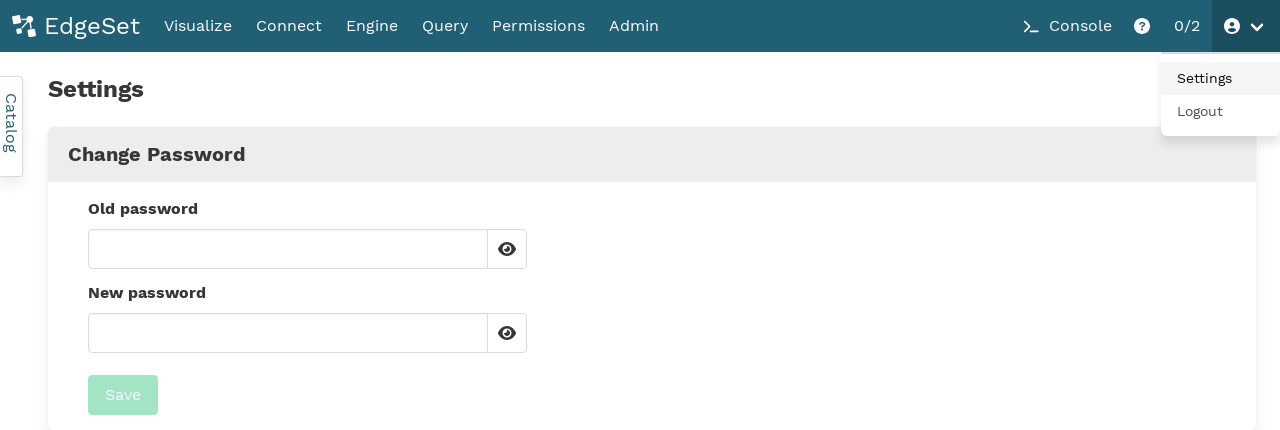 EdgeSet Visualize Connect Engine Query Permissions Admin Console 0/2
Settings
Logout
Catalog
Settings
Change Password
Old password
New password
Save